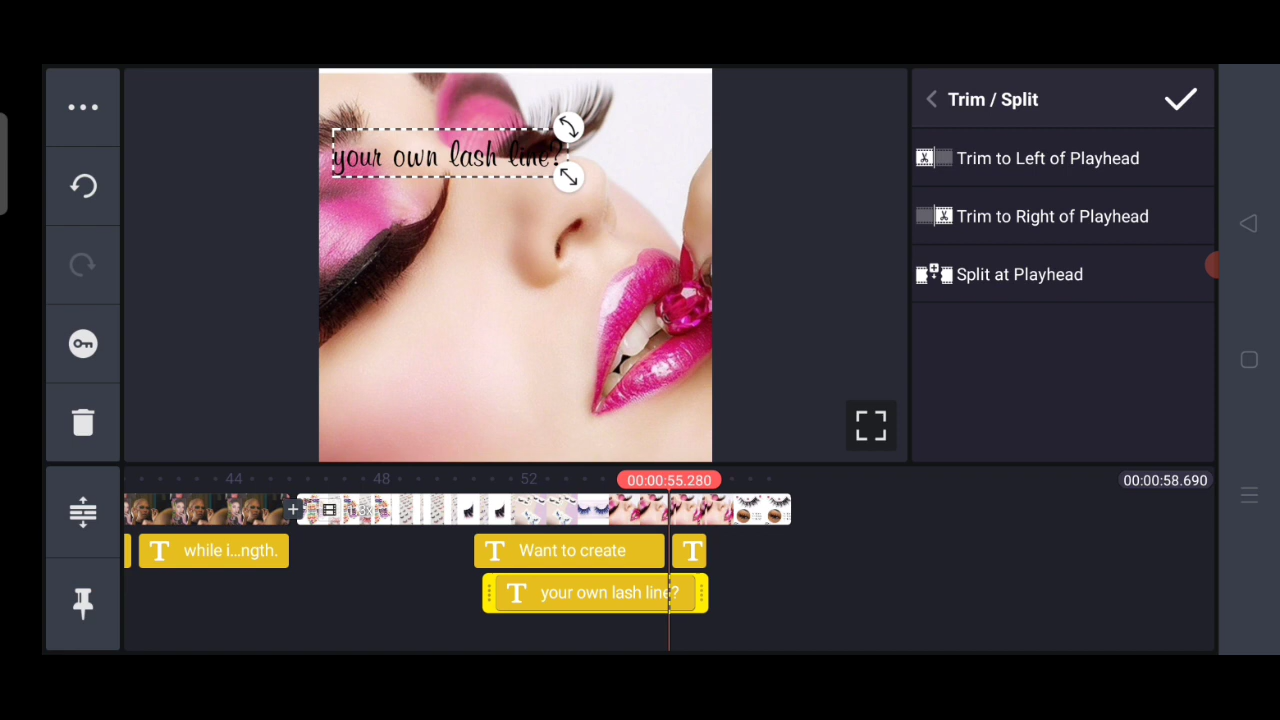 Trim / Split
your own lash line?
Trim to Left of Playhead
Trim to Right of Playhead
Split at Playhead
44
48
52
00:00:55.280
00:00:58.690
T while i...ngth.
T Want to create
T
T your own lash line?